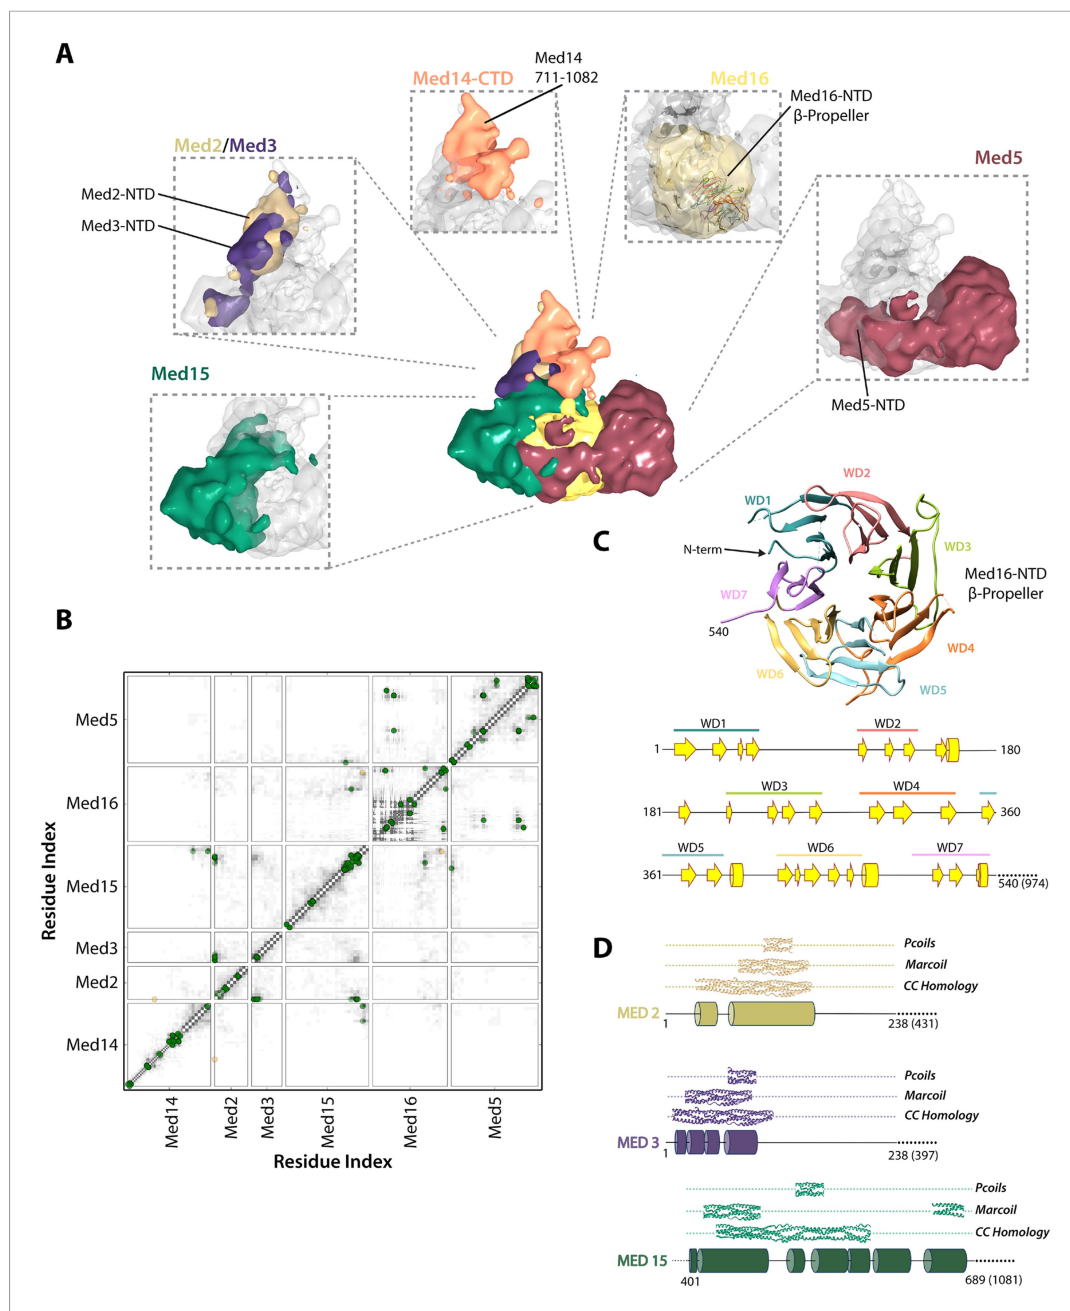 A
Med14-CTD
Med14
711-1082
Med16
Med16-NTD
β-Propeller
Med2/Med3
Med2-NTD
Med3-NTD
Med5
Med5-NTD
Med15
B
Residue Index
Med5
Med16
Med15
Med3
Med2
Med14
Med14
Med2
Med3
Med15
Med16
Med5
Residue Index
C
WD1
WD2
WD3
N-term
Med16-NTD
β-Propeller
WD7
540
WD4
WD6
WD5
WD1
WD2
1
180
WD3
WD4
181
360
WD5
WD6
WD7
361
540 (974)
D
Pcoils
Marcoil
CC Homology
MED 2
1
238 (431)
Pcoils
Marcoil
CC Homology
MED 3
1
238 (397)
Pcoils
Marcoil
CC Homology
MED 15
401
689 (1081)